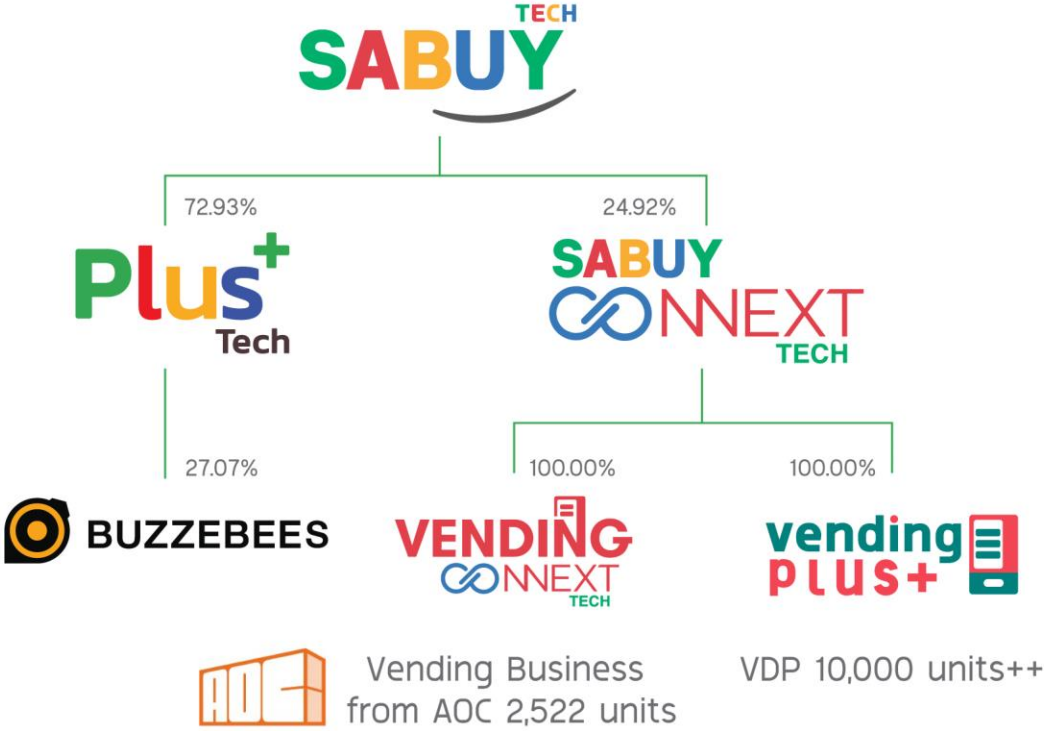 TECH
SABUY
72.93%
24.92%
Plus+
Tech
SABUY
CONNEXT
TECH
27.07%
100.00%
100.00%
BUZZEBEES
VENDING
CONNEXT
TECH
vending
PLUS+
AOC
Vending Business
from AOC 2,522 units
VDP 10,000 units++